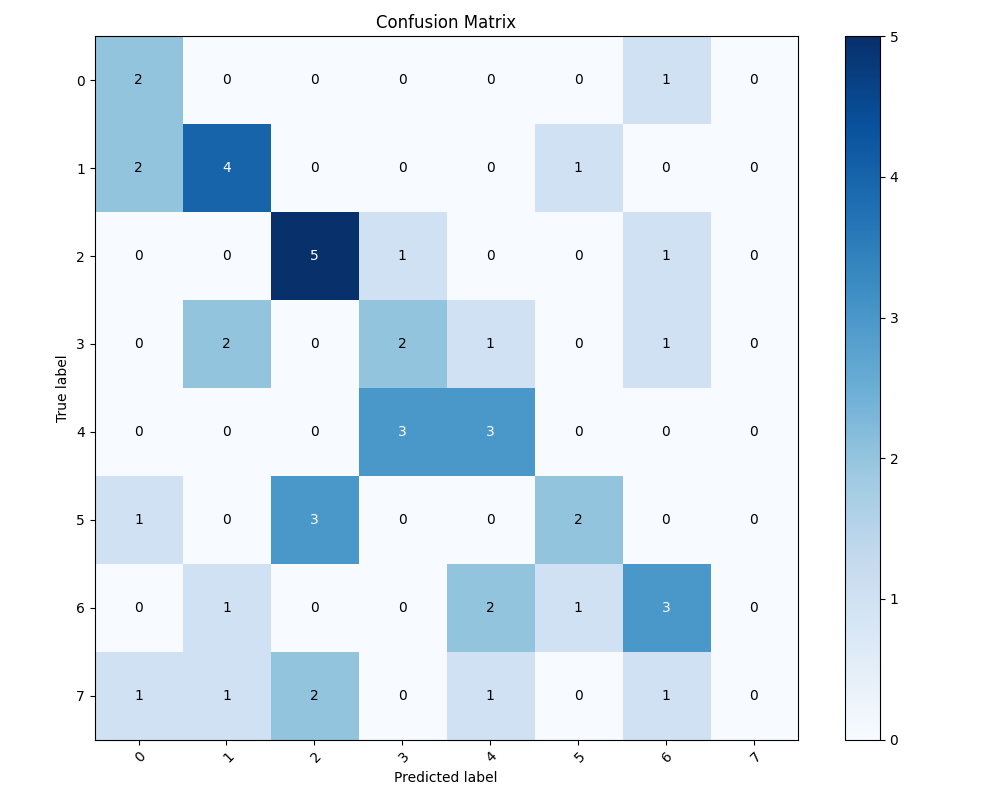 Confusion Matrix
0 2 0 0 0 0 0 1 0
1 2 4 0 0 0 1 0 0
2 0 0 5 1 0 0 1 0
3 0 2 0 2 1 0 1 0
4 0 0 0 3 3 0 0 0
5 1 0 3 0 0 2 0 0
6 0 1 0 0 2 1 3 0
7 1 1 2 0 1 0 1 0
0 1 2 3 4 5 6 7
True label
Predicted label
5
4
3
2
1
0